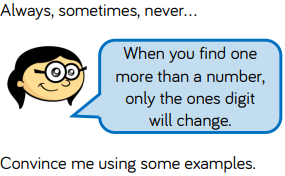 Always, sometimes, never...
When you find one
more than a number,
only the ones digit
will change.
Convince me using some examples.